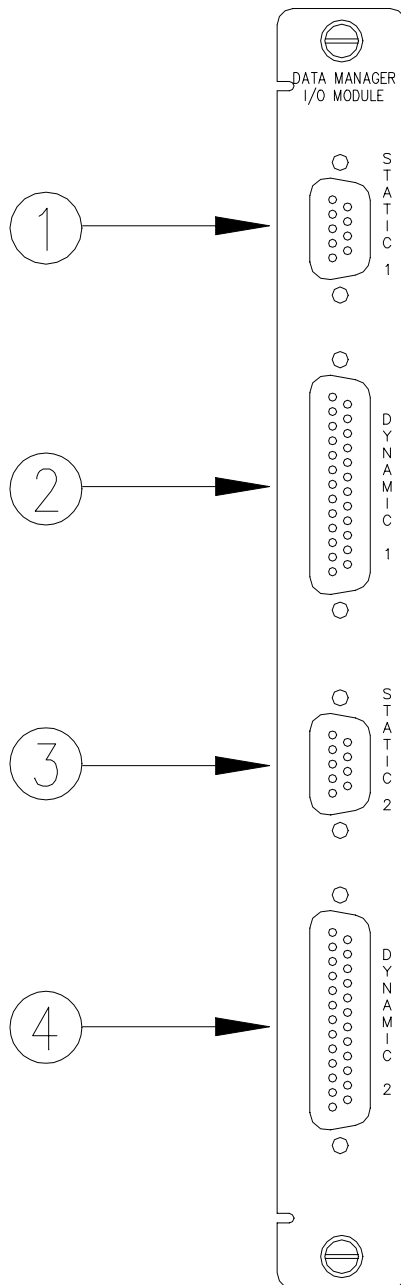 DATA MANAGER
I/O MODULE
1
STATIC 1
2
DYNAMIC 1
3
STATIC 2
4
DYNAMIC 2